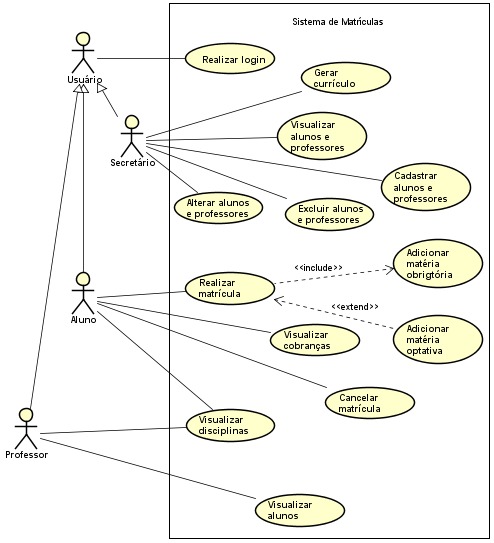 Sistema de Matrículas
Realizar login
Usuário
Gerar
currículo
Visualizar
alunos e
professores
Secretário
Cadastrar
alunos e
professores
Alterar alunos
e professores
Excluir alunos
e professores
Adicionar
matéria
obrigtória
<<include>>
Realizar
matrícula
<<extend>>
Aluno
Adicionar
matéria
optativa
Visualizar
cobranças
Cancelar
matrícula
Visualizar
disciplinas
Professor
Visualizar
alunos